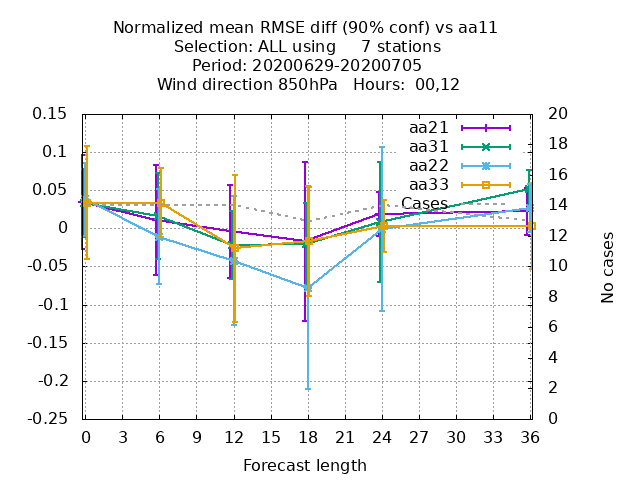 Normalized mean RMSE diff (90% conf) vs aa11
Selection: ALL using     7 stations
Period: 20200629-20200705
Wind direction 850hPa   Hours:  00,12
0.15
0.1
0.05
0
-0.05
-0.1
-0.15
-0.2
-0.25
20
18
16
14
12
10
8
6
4
2
0
aa21
aa31
aa22
aa33
Cases
No cases
0 3 6 9 12 15 18 21 24 27 30 33 36
Forecast length